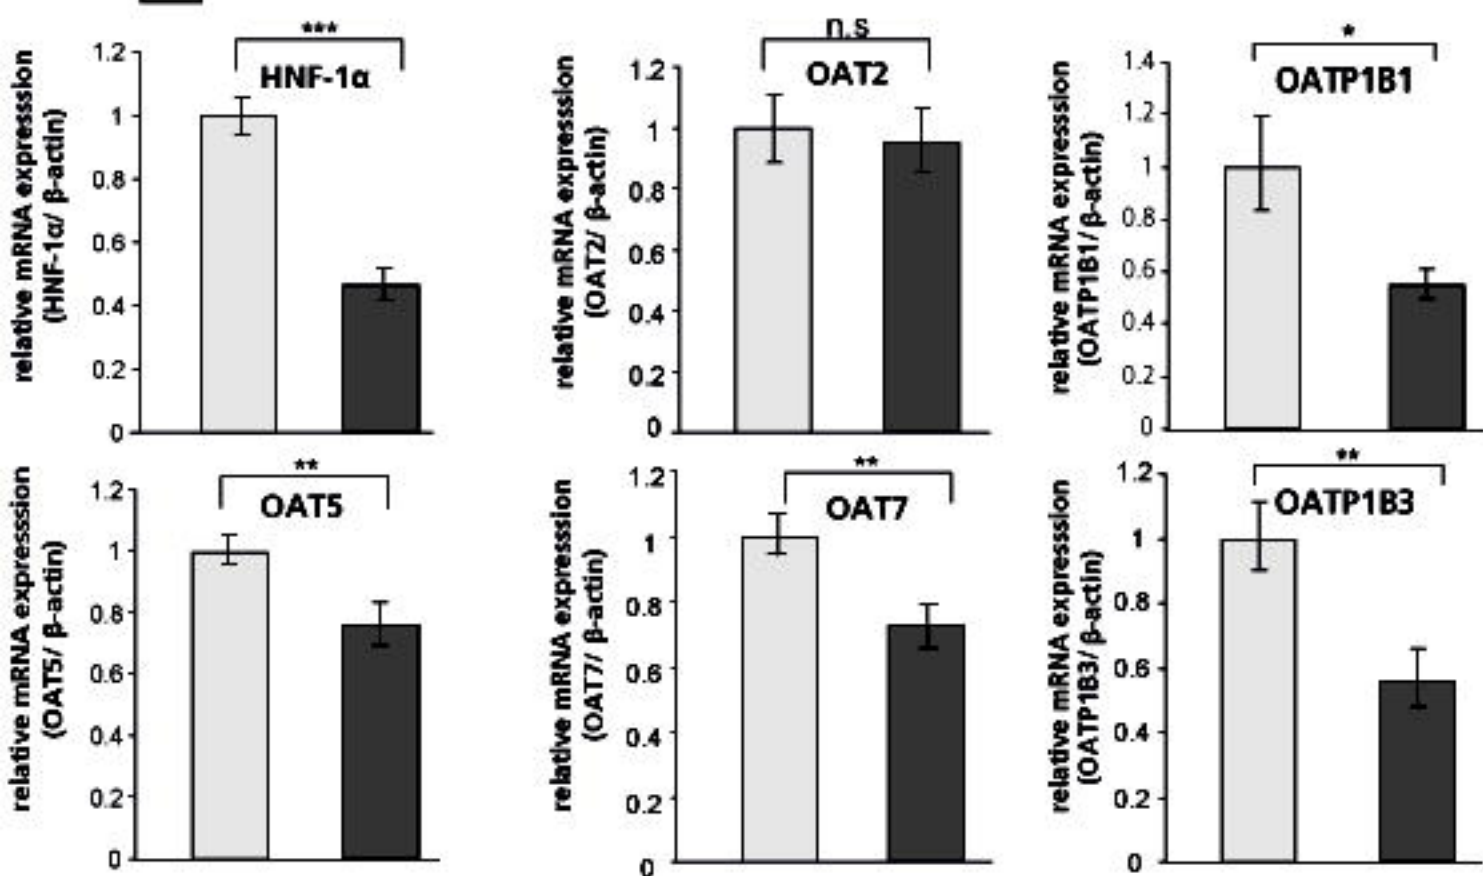 ***
HNF-1α
relative mRNA expresssion
(HNF-1α/ β-actin)
1.2
1
0.8
0.6
0.4
0.2
0
n.s
OAT2
relative mRNA expresssion
(OAT2/ β-actin)
1.2
1
0.8
0.6
0.4
0.2
0
*
OATP1B1
relative mRNA expresssion
(OATP1B1/ β-actin)
1.4
1.2
1
0.8
0.6
0.4
0.2
0
**
OAT5
relative mRNA expresssion
(OAT5/ β-actin)
1.2
1
0.8
0.6
0.4
0.2
0
**
OAT7
relative mRNA expresssion
(OAT7/ β-actin)
1.2
1
0.8
0.6
0.4
0.2
0
**
OATP1B3
relative mRNA expresssion
(OATP1B3/ β-actin)
1.2
1
0.8
0.6
0.4
0.2
0